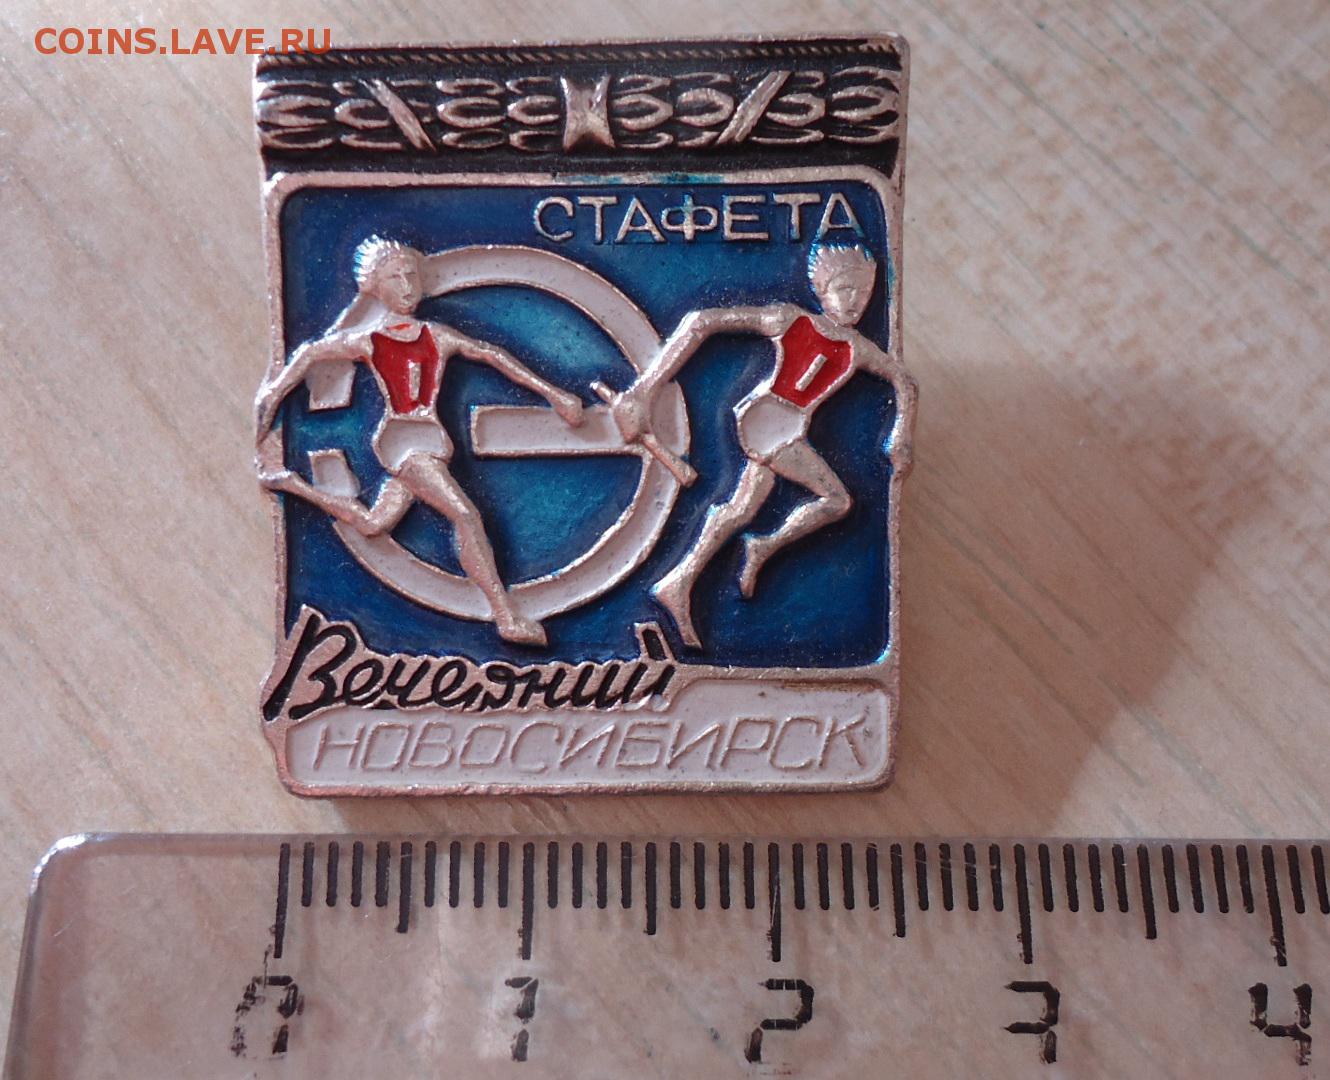 COINS.LAVE.RU
СТАФЕТА
Вечерний
НОВОСИБИРСК
0 1 2 3 4